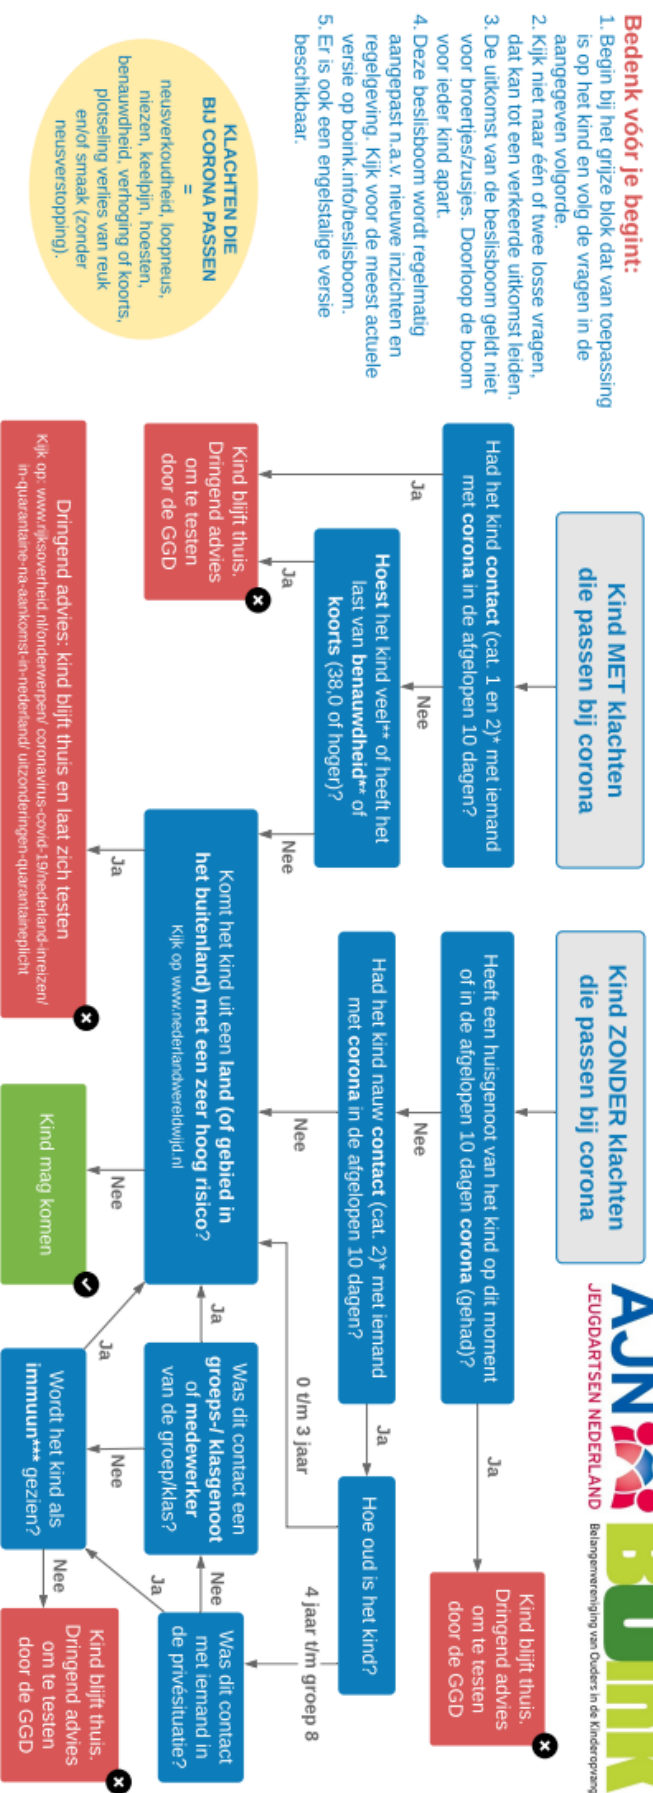 Bedenk vóór je begint:
1. Begin bij het grijze blok dat van toepassing
is op het kind en volg de vragen in de
aangegeven volgorde.
2. Kijk niet naar één of twee losse vragen,
dat kan tot een verkeerde uitkomst leiden.
3. De uitkomst van de beslisboom geldt niet
voor broertjes/zusjes. Doorloop de boom
voor ieder kind apart.
4. Deze beslisboom wordt regelmatig
aangepast n.a.v. nieuwe inzichten en
regelgeving. Kijk voor de meest actuele
versie op boink.info/beslisboom.
5. Er is ook een engelstalige versie
beschikbaar.
KLACHTEN DIE
BIJ CORONA PASSEN
=
neusverkoudheid, loopneus,
niezen, keelpijn, hoesten,
benauwdheid, verhoging of koorts,
plotseling verlies van reuk
en/of smaak (zonder
neusverstopping).
Kind MET klachten
die passen bij corona
Had het kind contact (cat. 1 en 2)* met iemand
met corona in de afgelopen 10 dagen?
Ja
Nee
Hoest het kind veel** of heeft het
last van benauwdheid** of
koorts (38,0 of hoger)?
Ja
Nee
Kind blijft thuis.
Dringend advies
om te testen
door de GGD
Kind ZONDER klachten
die passen bij corona
Heeft een huisgenoot van het kind op dit moment
of in de afgelopen 10 dagen corona (gehad)?
Ja
Nee
Kind blijft thuis.
Dringend advies
om te testen
door de GGD
Had het kind nauw contact (cat. 2)* met iemand
met corona in de afgelopen 10 dagen?
Ja
Nee
Hoe oud is het kind?
0 t/m 3 jaar
4 jaar t/m groep 8
Komt het kind uit een land (of gebied in
het buitenland) met een zeer hoog risico?
Kijk op www.nederlandwereldwijd.nl
Ja
Nee
Was dit contact een
groeps-/ klasgenoot
of medewerker
van de groep/klas?
Ja
Nee
Was dit contact
met iemand in
de privésituatie?
Nee
Ja
Dringend advies: kind blijft thuis en laat zich testen
Kijk op: www.rijksoverheid.nl/onderwerpen/ coronavirus-covid-19/nederland-inreizen/
in-quarantaine-na-aankomst-in-nederland/ uitzonderingen-quarantaineplicht
Kind mag komen
Wordt het kind als
immuun*** gezien?
Ja
Nee
Kind blijft thuis.
Dringend advies
om te testen
door de GGD
AJN
JEUGDARTSEN NEDERLAND
BOINK
Belangenvereniging van Ouders in de Kinderopvang